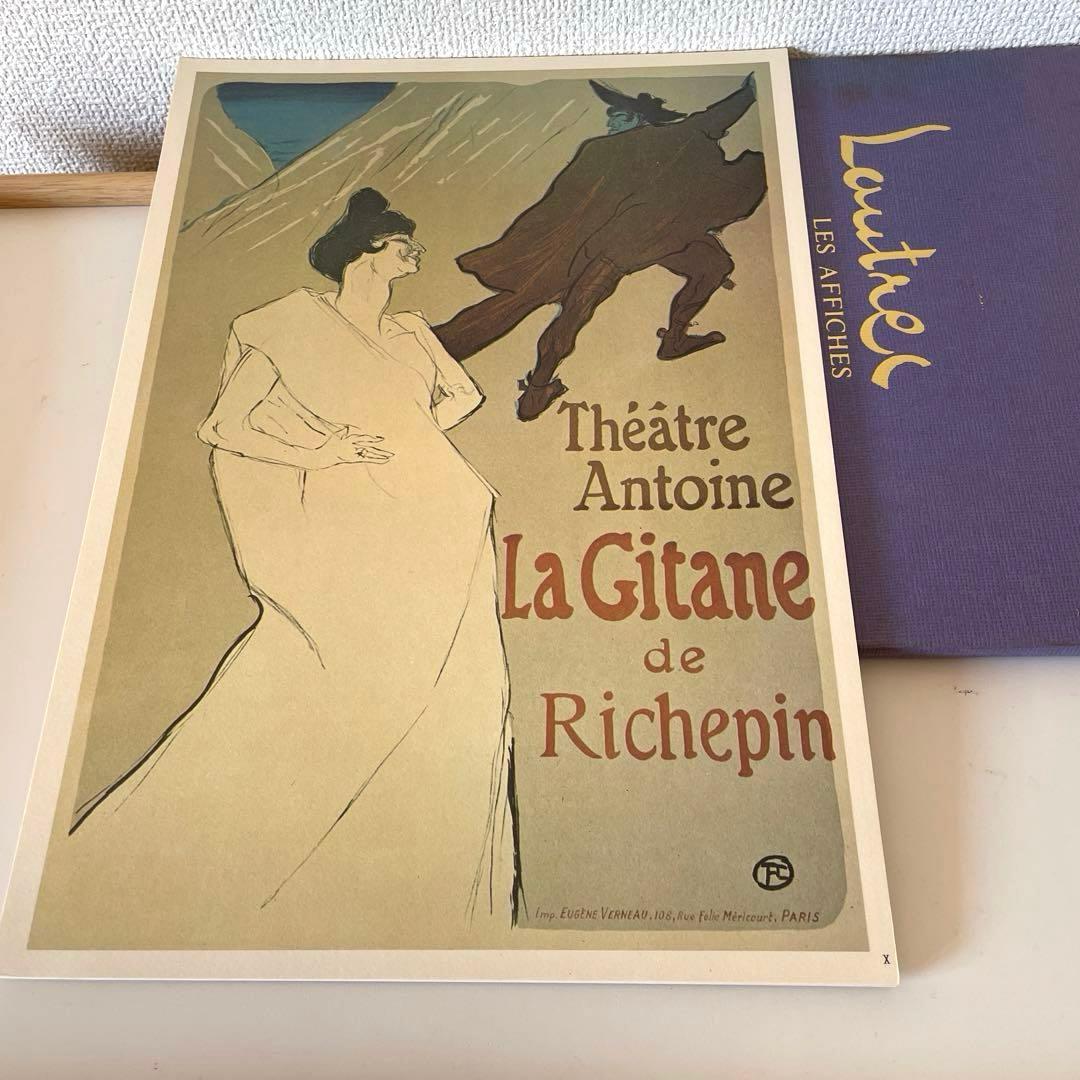 Théâtre
Antoine
La Gitane
de
Richepin
Imp. EUGÈNE VERNEAU, 108, Rue Folie Méricourt, PARIS
X
Lautrec
LES AFFICHES